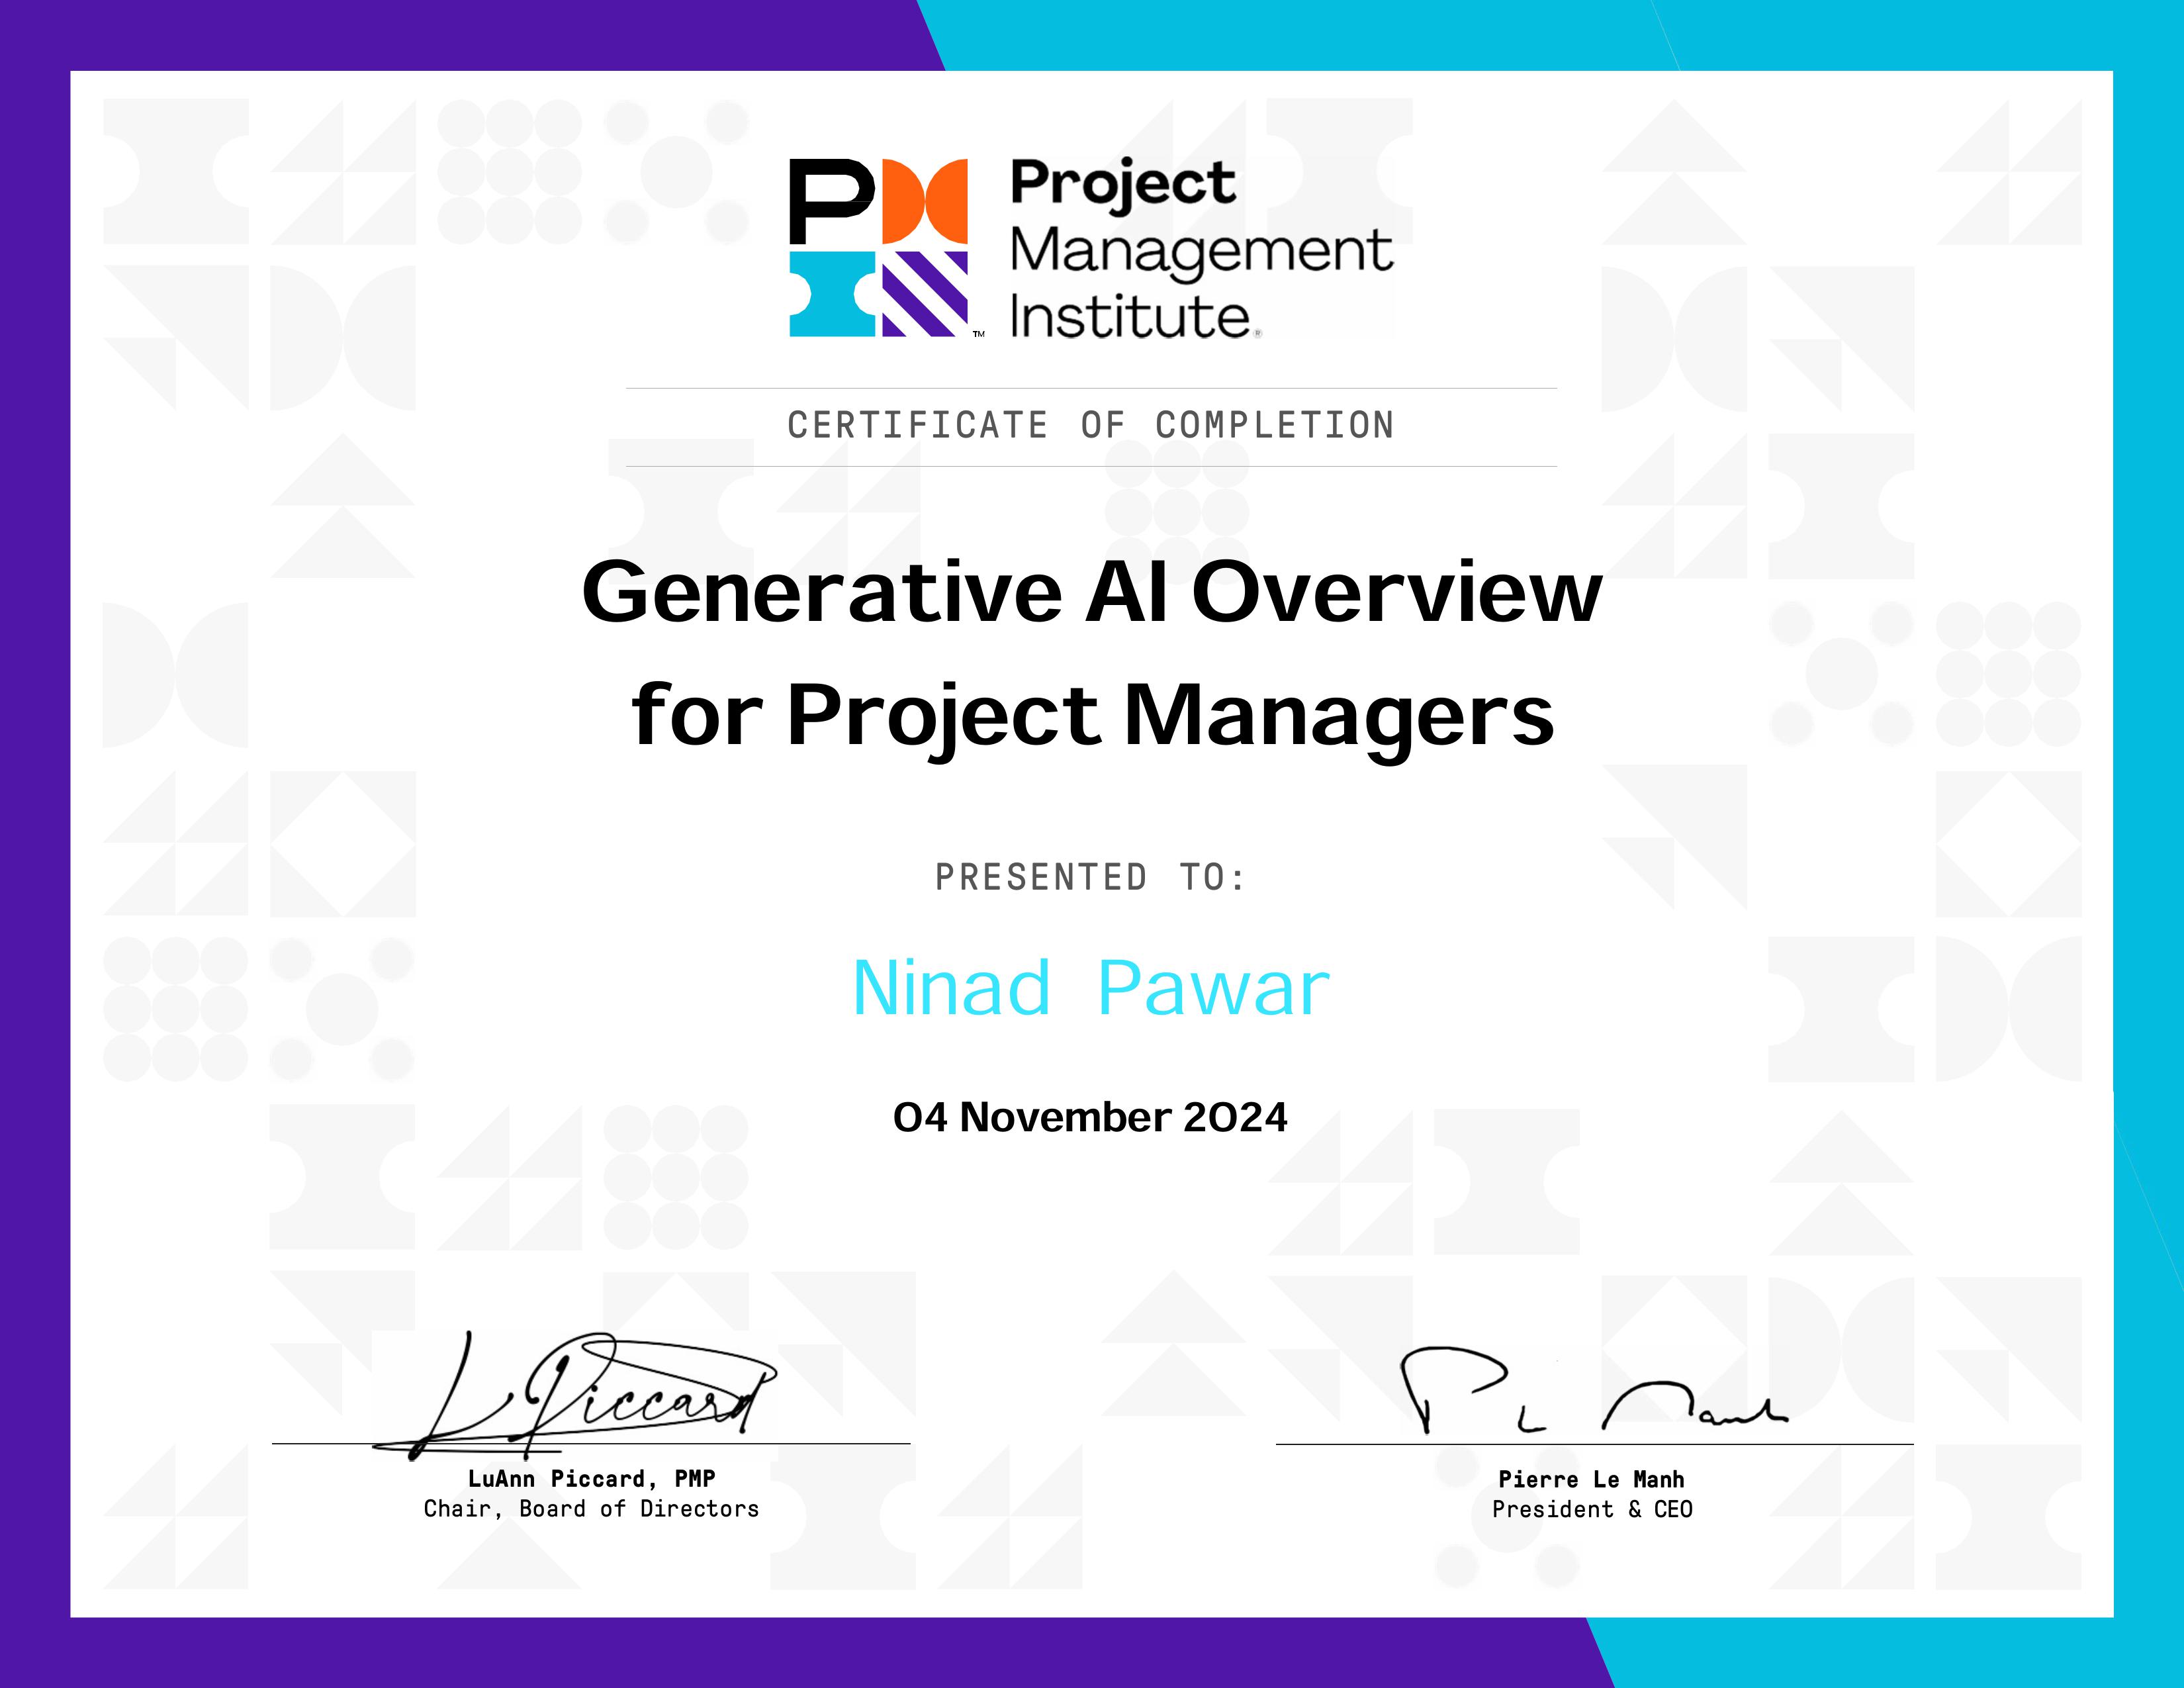 Project
Management
Institute®
™
CERTIFICATE OF COMPLETION
Generative AI Overview
for Project Managers
PRESENTED TO:
Ninad Pawar
04 November 2024
L Piccard
LuAnn Piccard, PMP
Chair, Board of Directors
P L Manh
Pierre Le Manh
President & CEO